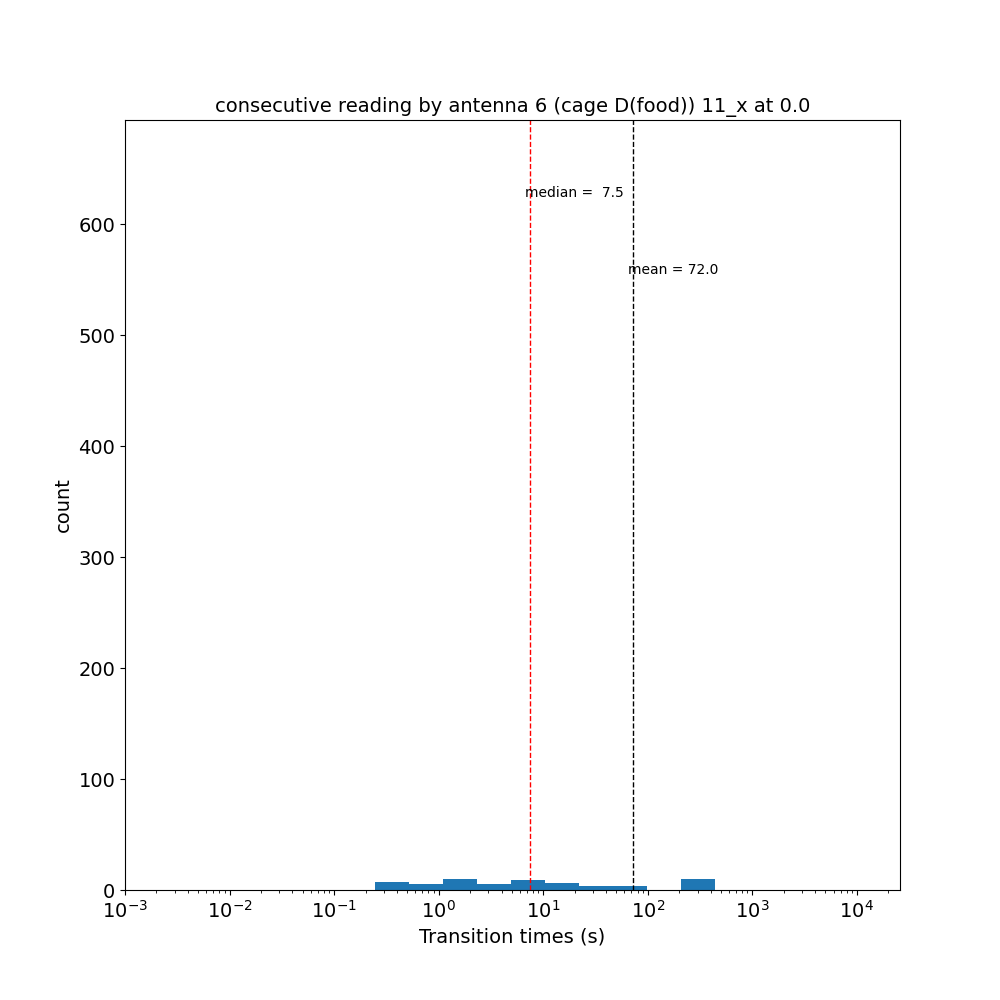 consecutive reading by antenna 6 (cage D(food)) 11_x at 0.0
median =  7.5
mean = 72.0
600
500
400
300
200
100
0
count
10⁻³ 10⁻² 10⁻¹ 10⁰ 10¹ 10² 10³ 10⁴
Transition times (s)